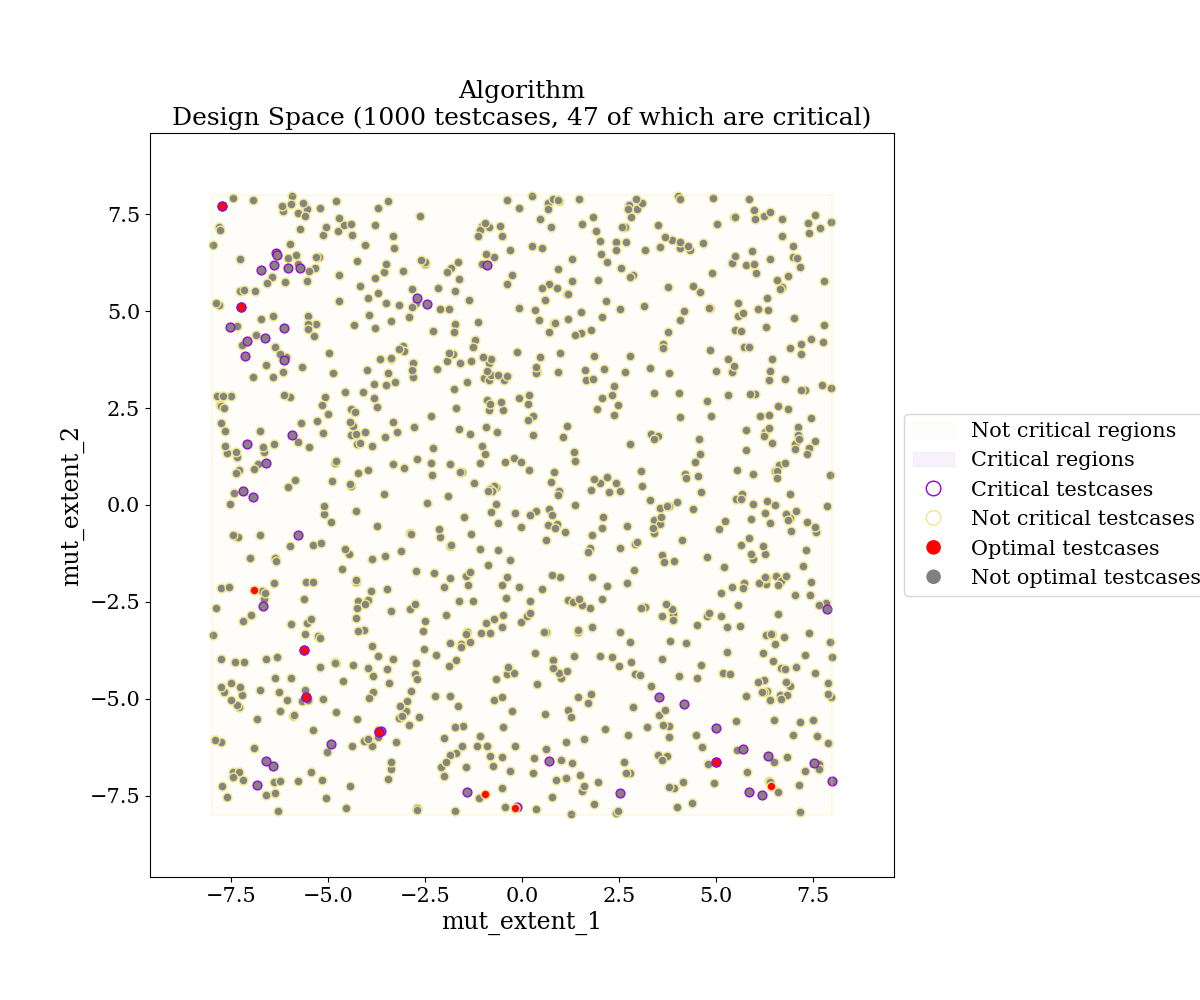 Algorithm
Design Space (1000 testcases, 47 of which are critical)
7.5
5.0
2.5
0.0
−2.5
−5.0
−7.5
mut_extent_2
−7.5
−5.0
−2.5
0.0
2.5
5.0
7.5
mut_extent_1
Not critical regions
Critical regions
Critical testcases
Not critical testcases
Optimal testcases
Not optimal testcases